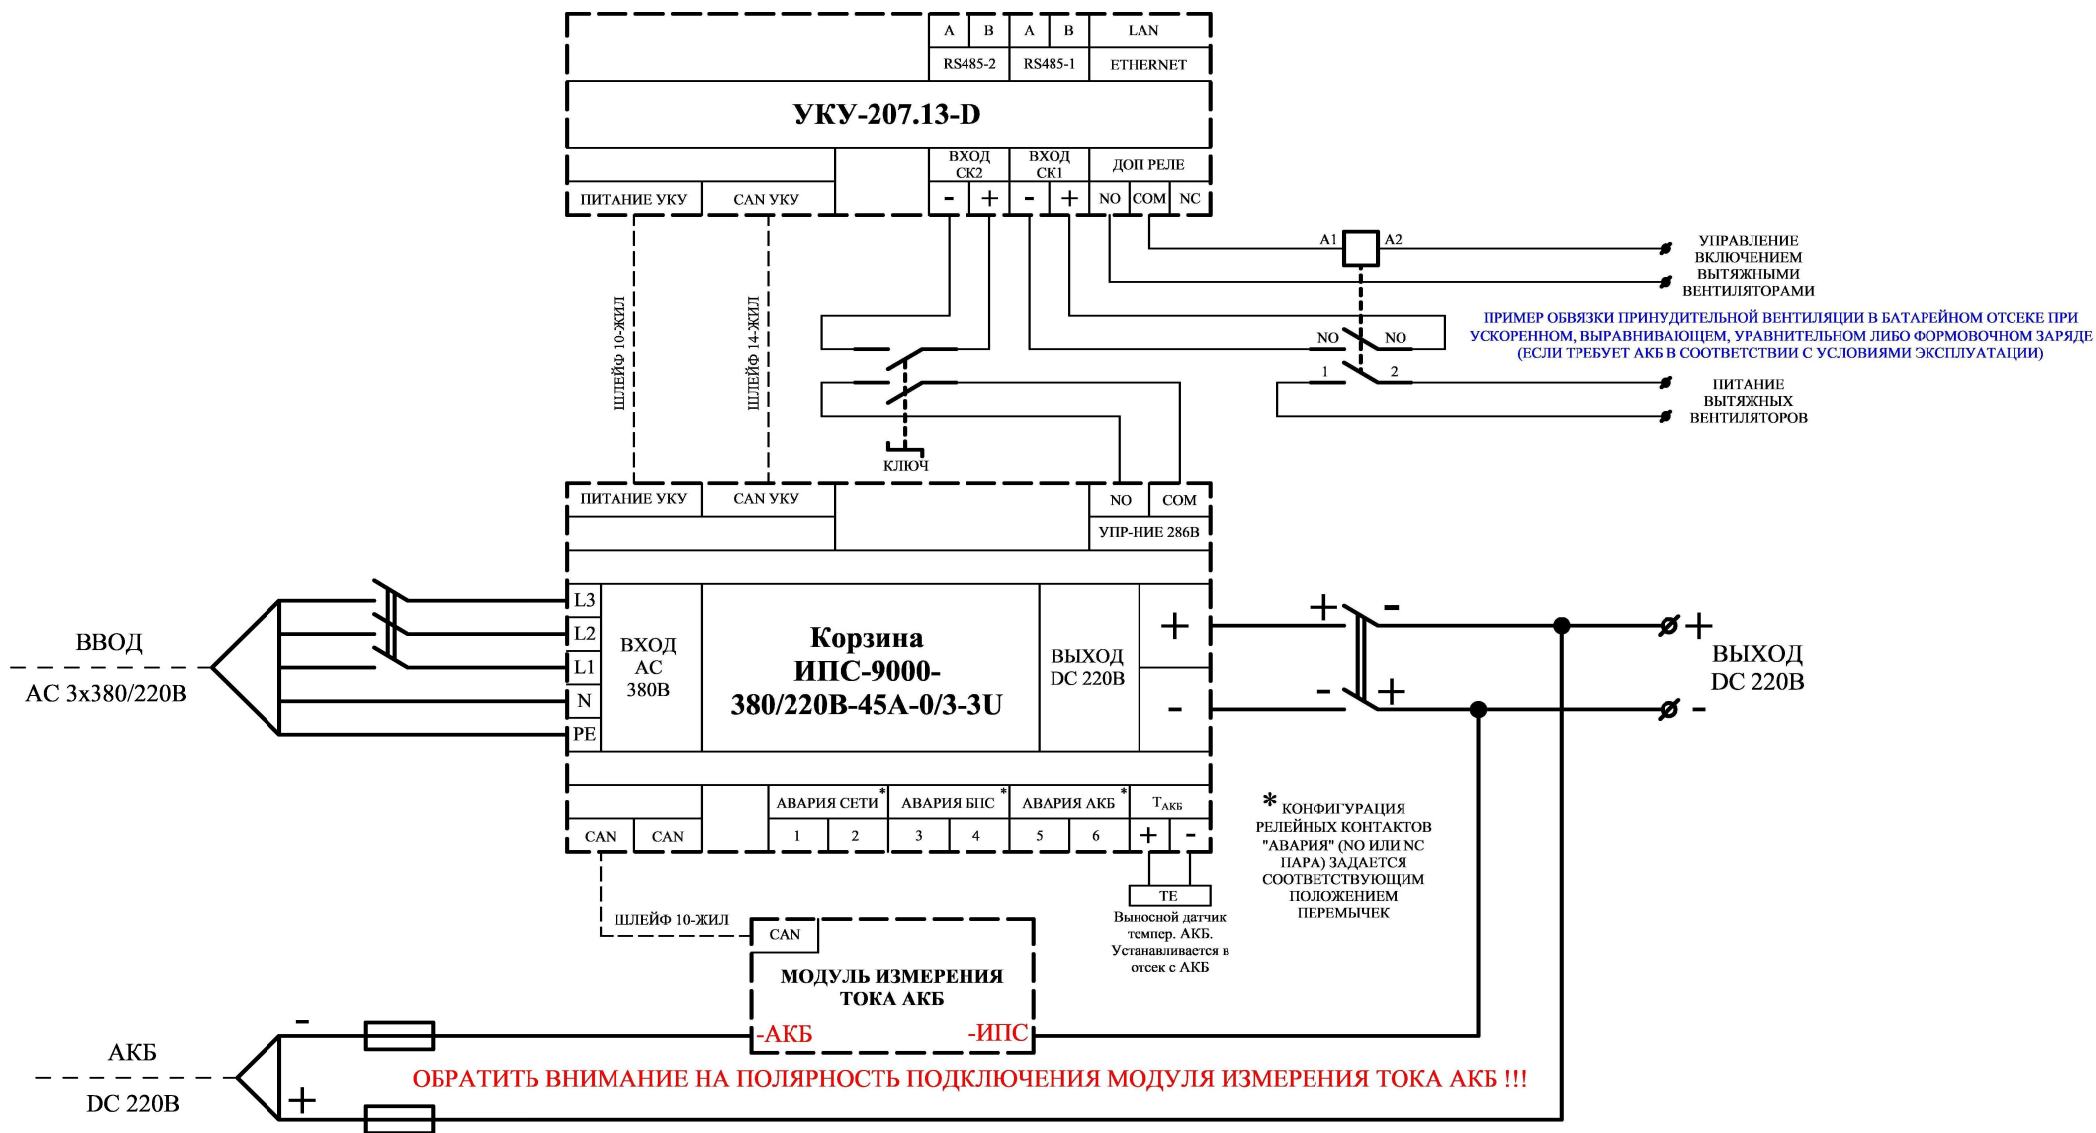 A B A B LAN
RS485-2 RS485-1 ETHERNET
УКУ-207.13-D
ВХОД
СК2
ВХОД
СК1
ДОП РЕЛЕ
ПИТАНИЕ УКУ CAN УКУ - + - + NO COM NC
ШЛЕЙФ 10-ЖИЛ
ШЛЕЙФ 14-ЖИЛ
A1 A2
УПРАВЛЕНИЕ
ВКЛЮЧЕНИЕМ
ВЫТЯЖНЫМИ
ВЕНТИЛЯТОРАМИ
ПРИМЕР ОБВЯЗКИ ПРИНУДИТЕЛЬНОЙ ВЕНТИЛЯЦИИ В БАТАРЕЙНОМ ОТСЕКЕ ПРИ
УСКОРЕННОМ, ВЫРАВНИВАЮЩЕМ, УРАВНИТЕЛЬНОМ ЛИБО ФОРМОВОЧНОМ ЗАРЯДЕ
(ЕСЛИ ТРЕБУЕТ АКБ В СООТВЕТСТВИИ С УСЛОВИЯМИ ЭКСПЛУАТАЦИИ)
NO NO
1 2
ПИТАНИЕ
ВЫТЯЖНЫХ
ВЕНТИЛЯТОРОВ
КЛЮЧ
ПИТАНИЕ УКУ CAN УКУ NO COM
УПР-НИЕ 286В
ВВОД
AC 3x380/220В
L3
L2
L1
N
PE
ВХОД
AC
380В
Корзина
ИПС-9000-
380/220В-45А-0/3-3U
ВЫХОД
DC 220В
+
-
+ -
- +
+
ВЫХОД
DC 220В
-
АВАРИЯ СЕТИ * АВАРИЯ БПС * АВАРИЯ АКБ * TАКБ
CAN CAN 1 2 3 4 5 6 + -
* КОНФИГУРАЦИЯ
РЕЛЕЙНЫХ КОНТАКТОВ
"АВАРИЯ" (NO ИЛИ NC
ПАРА) ЗАДАЕТСЯ
СООТВЕТСТВУЮЩИМ
ПОЛОЖЕНИЕМ
ПЕРЕМЫЧЕК
TE
Выносной датчик
темпер. АКБ.
Устанавливается в
отсек с АКБ
ШЛЕЙФ 10-ЖИЛ
CAN
МОДУЛЬ ИЗМЕРЕНИЯ
ТОКА АКБ
-АКБ -ИПС
-
АКБ
DC 220В
+
ОБРАТИТЬ ВНИМАНИЕ НА ПОЛЯРНОСТЬ ПОДКЛЮЧЕНИЯ МОДУЛЯ ИЗМЕРЕНИЯ ТОКА АКБ !!!